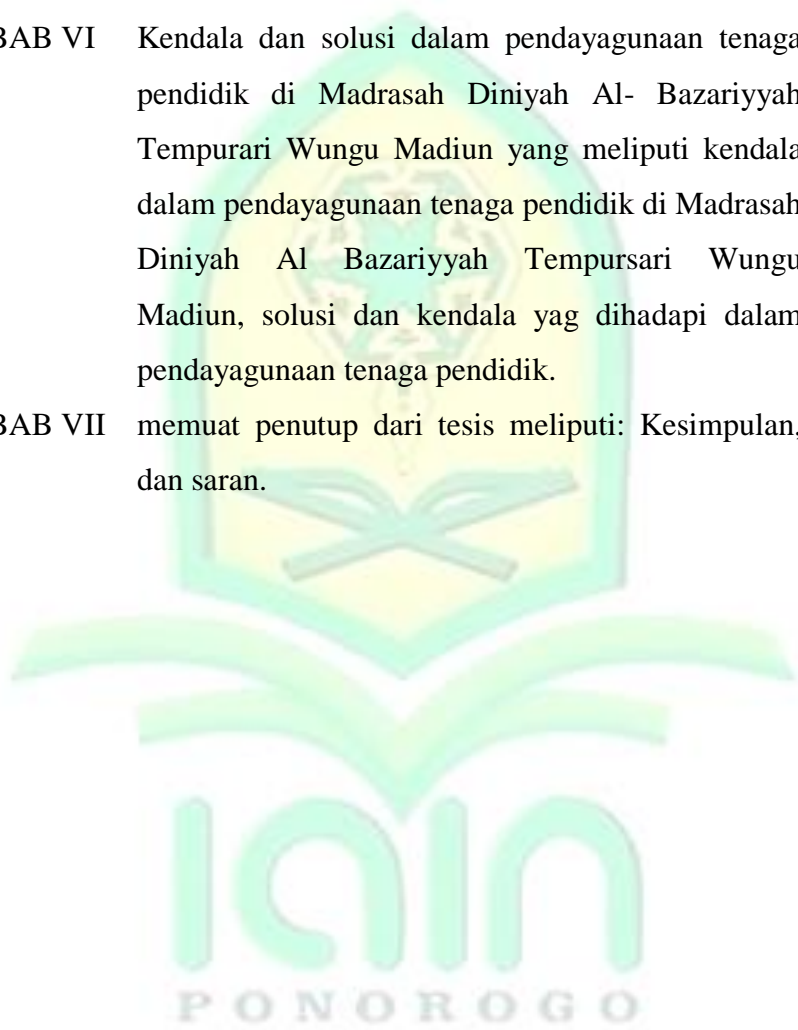 BAB VI Kendala dan solusi dalam pendayagunaan tenaga
pendidik di Madrasah Diniyah Al- Bazariyyah
Tempurari Wungu Madiun yang meliputi kendala
dalam pendayagunaan tenaga pendidik di Madrasah
Diniyah Al Bazariyyah Tempursari Wungu
Madiun, solusi dan kendala yag dihadapi dalam
pendayagunaan tenaga pendidik.
BAB VII memuat penutup dari tesis meliputi: Kesimpulan,
dan saran.
IAIN
PONOROGO